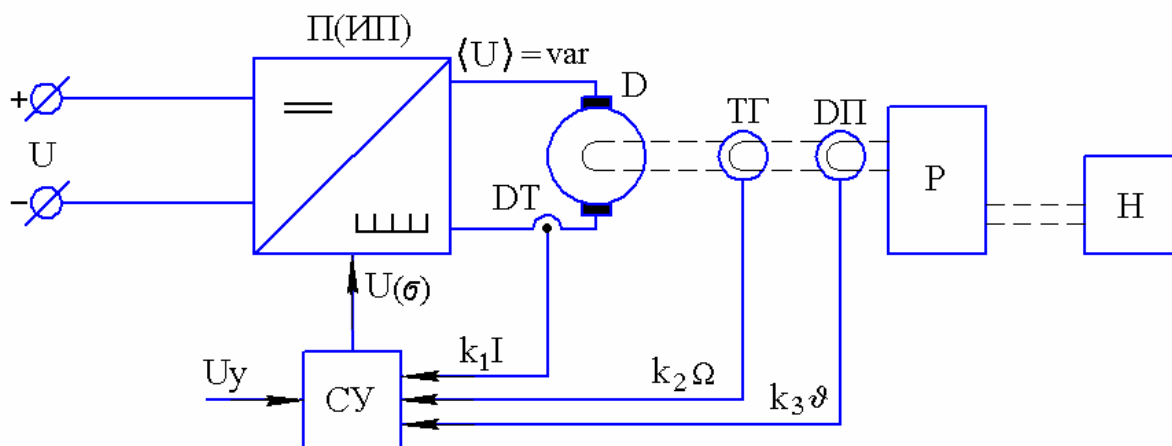 П(ИП)
⟨U⟩ = var
D
+
U
−
ТГ
DП
P
H
DT
U(σ)
k₁I
k₂Ω
k₃ϑ
Uy
СУ